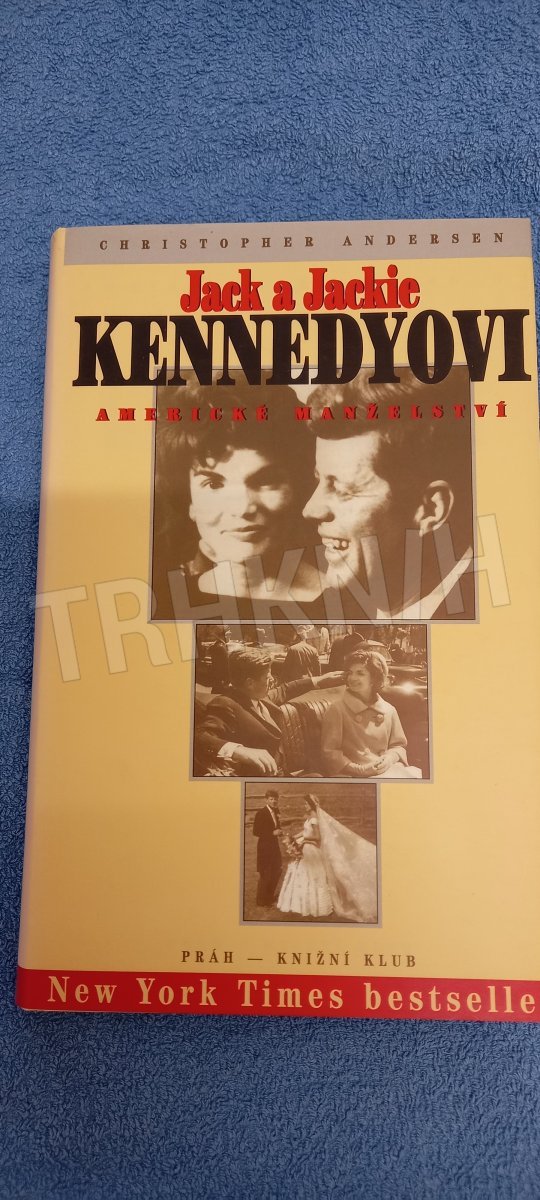 CHRISTOPHER ANDERSEN
Jack a Jackie
KENNEDYOVI
AMERICKÉ MANŽELSTVÍ
TRHKNIH
PRÁH — KNIŽNÍ KLUB
New York Times bestselle